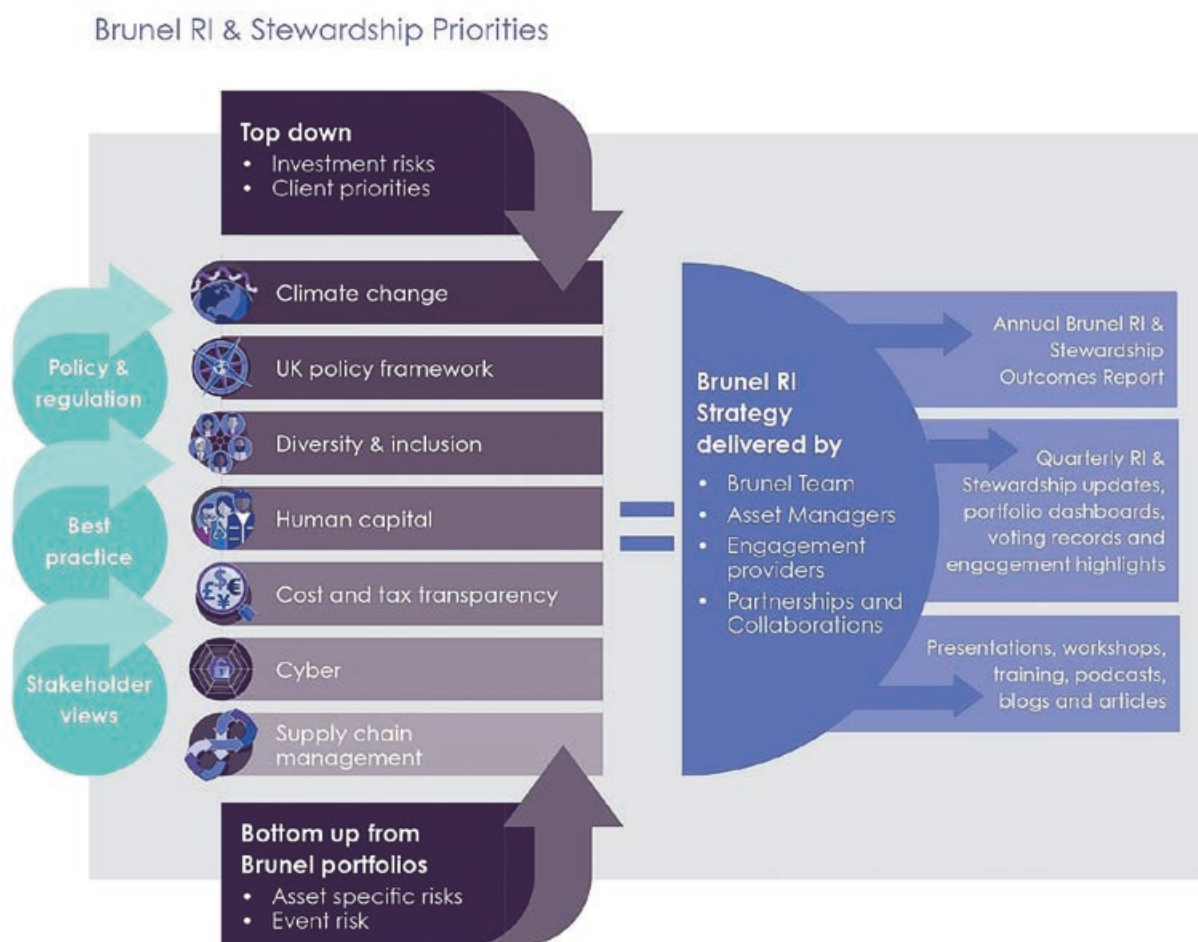 Brunel RI & Stewardship Priorities
Top down
• Investment risks
• Client priorities
Policy &
regulation
Best
practice
Stakeholder
views
Climate change
UK policy framework
Diversity & inclusion
Human capital
$
£ €
¥
Cost and tax transparency
Cyber
Supply chain
management
Bottom up from
Brunel portfolios
• Asset specific risks
• Event risk
=
Brunel RI
Strategy
delivered by
• Brunel Team
• Asset Managers
• Engagement
providers
• Partnerships and
Collaborations
Annual Brunel RI &
Stewardship
Outcomes Report
Quarterly RI &
Stewardship updates,
portfolio dashboards,
voting records and
engagement highlights
Presentations, workshops,
training, podcasts,
blogs and articles